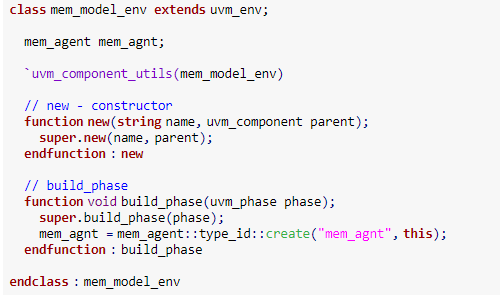 class mem_model_env extends uvm_env;
mem_agent mem_agnt;
`uvm_component_utils(mem_model_env)
// new - constructor
function new(string name, uvm_component parent);
super.new(name, parent);
endfunction : new
// build_phase
function void build_phase(uvm_phase phase);
super.build_phase(phase);
mem_agnt = mem_agent::type_id::create("mem_agnt", this);
endfunction : build_phase
endclass : mem_model_env